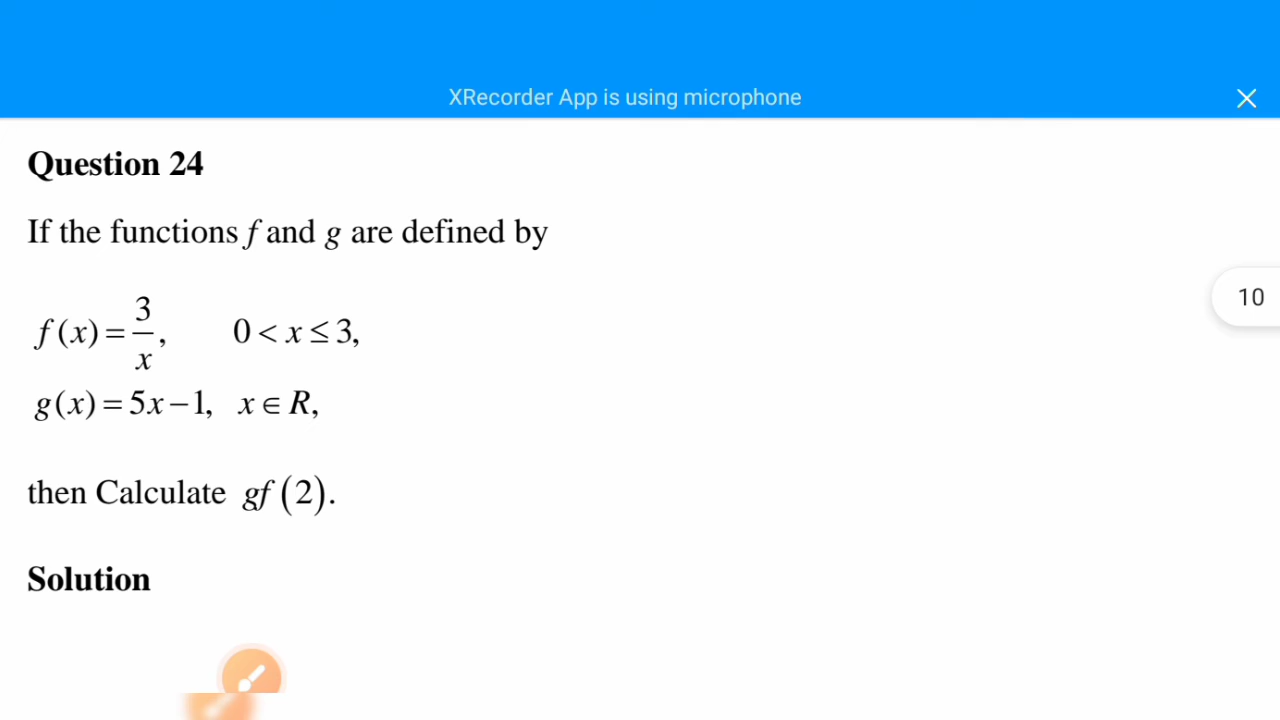 XRecorder App is using microphone
Question 24
If the functions f and g are defined by
10
f(x) = 3/x, 0 < x ≤ 3,
g(x) = 5x − 1, x ∈ R,
then Calculate gf(2).
Solution